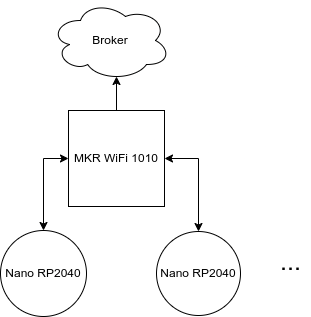 Broker
MKR WiFi 1010
Nano RP2040
Nano RP2040
...